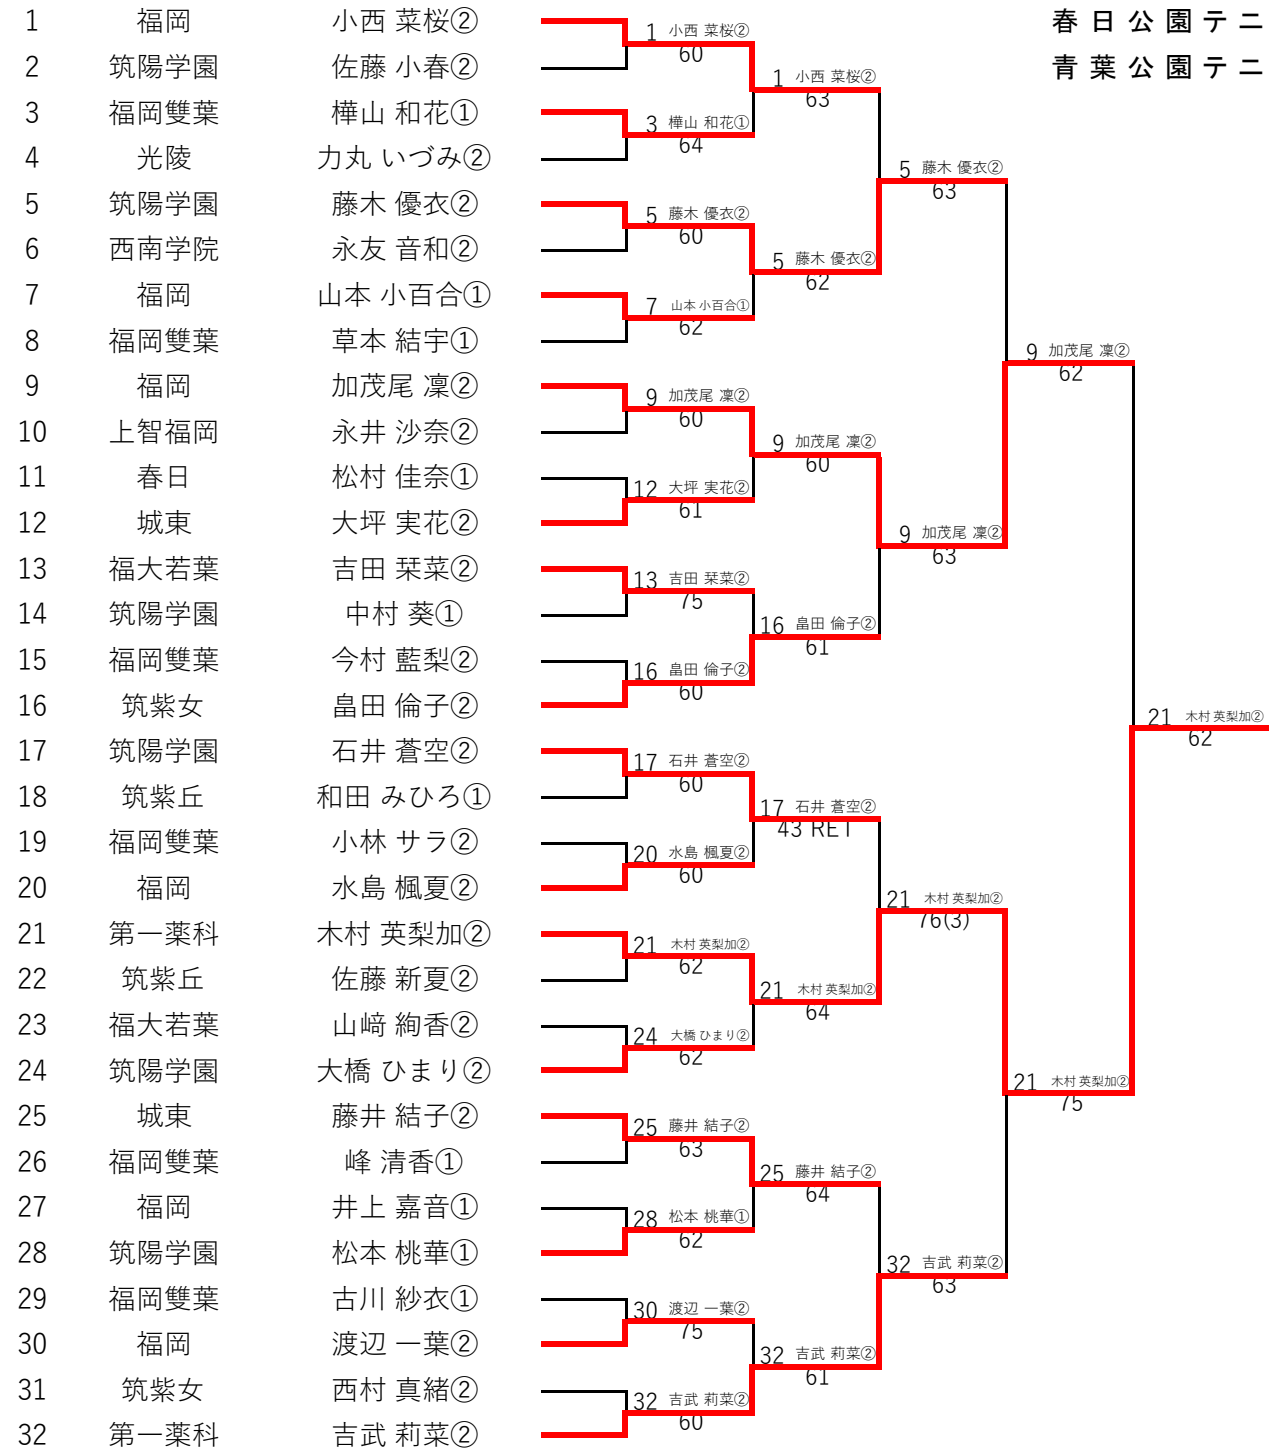 春日公園テニ
青葉公園テニ
1 福岡 小西 菜桜②
2 筑陽学園 佐藤 小春②
3 福岡雙葉 樺山 和花①
4 光陵 力丸 いづみ②
5 筑陽学園 藤木 優衣②
6 西南学院 永友 音和②
7 福岡 山本 小百合①
8 福岡雙葉 草本 結宇①
9 福岡 加茂尾 凜②
10 上智福岡 永井 沙奈②
11 春日 松村 佳奈①
12 城東 大坪 実花②
13 福大若葉 吉田 栞菜②
14 筑陽学園 中村 葵①
15 福岡雙葉 今村 藍梨②
16 筑紫女 畠田 倫子②
17 筑陽学園 石井 蒼空②
18 筑紫丘 和田 みひろ①
19 福岡雙葉 小林 サラ②
20 福岡 水島 楓夏②
21 第一薬科 木村 英梨加②
22 筑紫丘 佐藤 新夏②
23 福大若葉 山﨑 絢香②
24 筑陽学園 大橋 ひまり②
25 城東 藤井 結子②
26 福岡雙葉 峰 清香①
27 福岡 井上 嘉音①
28 筑陽学園 松本 桃華①
29 福岡雙葉 古川 紗衣①
30 福岡 渡辺 一葉②
31 筑紫女 西村 真緒②
32 第一薬科 吉武 莉菜②
1 小西 菜桜②
60
3 樺山 和花①
64
5 藤木 優衣②
60
7 山本 小百合①
62
9 加茂尾 凜②
60
12 大坪 実花②
61
13 吉田 栞菜②
75
16 畠田 倫子②
60
17 石井 蒼空②
60
20 水島 楓夏②
60
21 木村 英梨加②
62
24 大橋 ひまり②
62
25 藤井 結子②
63
28 松本 桃華①
62
30 渡辺 一葉②
75
32 吉武 莉菜②
60
1 小西 菜桜②
63
5 藤木 優衣②
62
9 加茂尾 凜②
60
16 畠田 倫子②
61
17 石井 蒼空②
43 RET
21 木村 英梨加②
64
25 藤井 結子②
64
32 吉武 莉菜②
61
5 藤木 優衣②
63
9 加茂尾 凜②
63
21 木村 英梨加②
76(3)
32 吉武 莉菜②
63
9 加茂尾 凜②
62
21 木村 英梨加②
75
21 木村 英梨加②
62